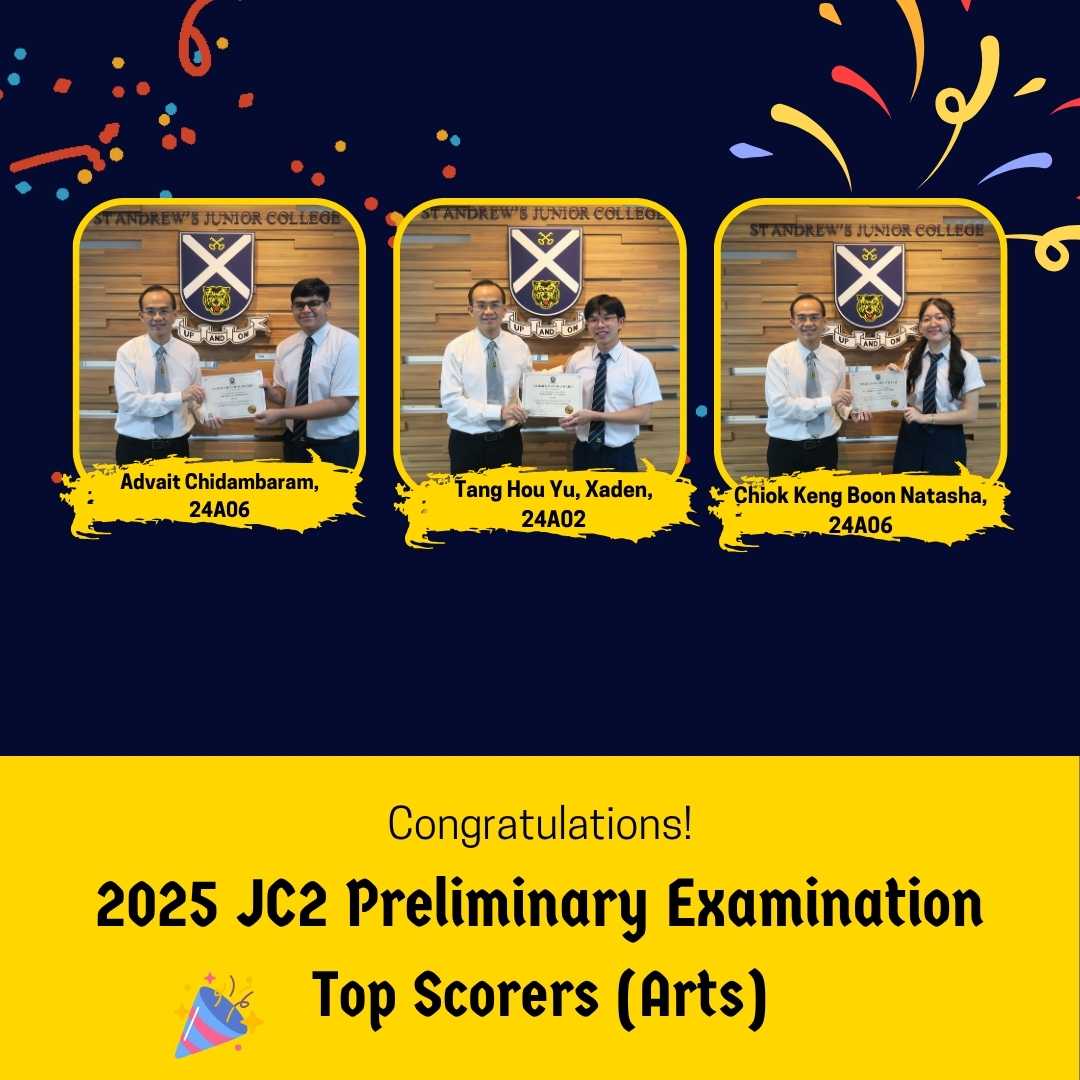 ST ANDREW'S JUNIOR COLLEGE
UP AND ON
Advait Chidambaram,
24A06
ST ANDREW'S JUNIOR COLLEGE
UP AND ON
Tang Hou Yu, Xaden,
24A02
ST ANDREW'S JUNIOR COLLEGE
UP AND ON
Chiok Keng Boon Natasha,
24A06
Congratulations!
2025 JC2 Preliminary Examination
Top Scorers (Arts)